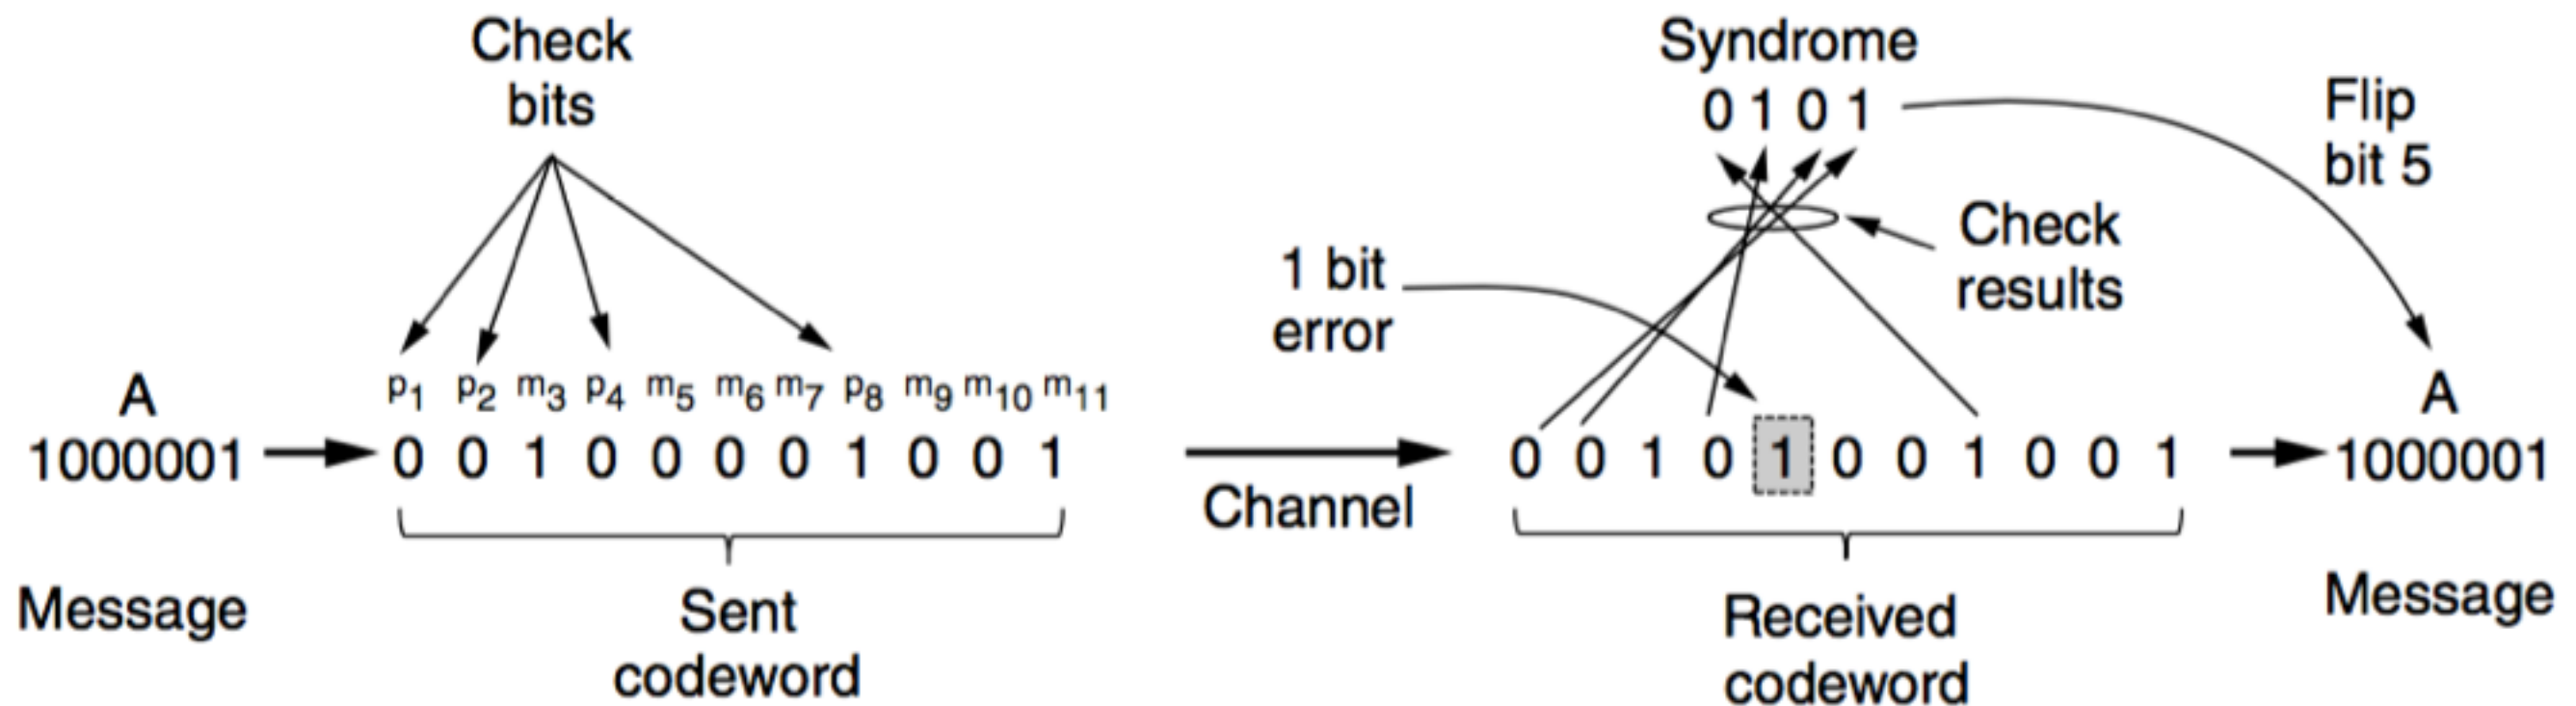 Check
bits
A
1000001
p1 p2 m3 p4 m5 m6 m7 p8 m9 m10 m11
0 0 1 0 0 0 0 1 0 0 1
Message
Sent
codeword
Channel
Syndrome
0 1 0 1
Flip
bit 5
Check
results
1 bit
error
0 0 1 0 1 0 0 1 0 0 1
Received
codeword
A
1000001
Message